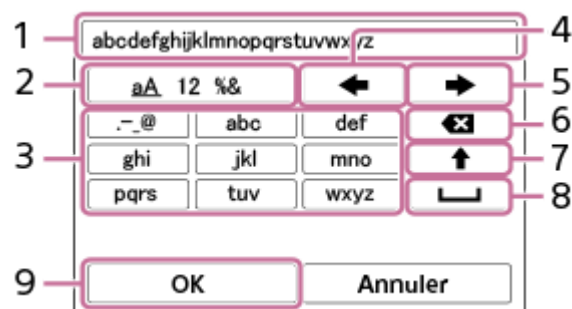 1 abcdefghijklmnopqrstuvwxyz 4
2 aA 12 %& 5
.-_@ abc def 6
3 ghi jkl mno 7
pqrs tuv wxyz 8
9 OK Annuler